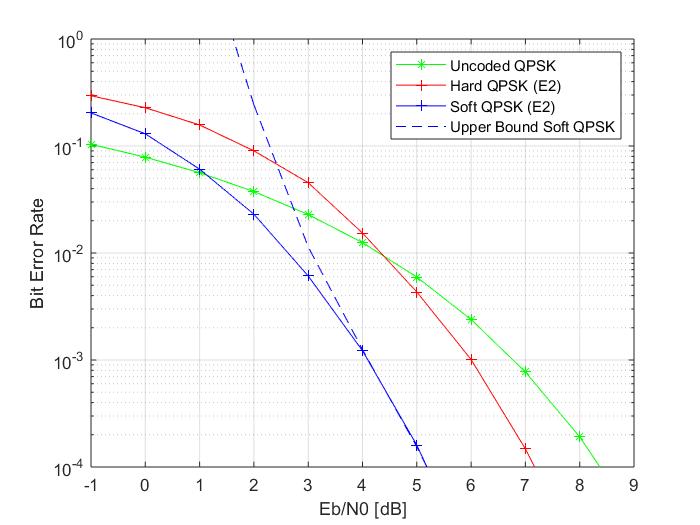 10^0
10^-1
10^-2
10^-3
10^-4
Bit Error Rate
Uncoded QPSK
Hard QPSK (E2)
Soft QPSK (E2)
Upper Bound Soft QPSK
-1 0 1 2 3 4 5 6 7 8 9
Eb/N0 [dB]